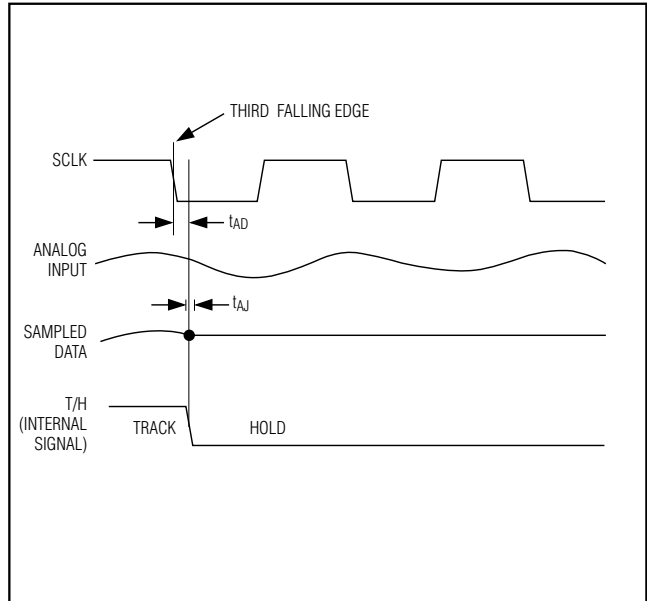 THIRD FALLING EDGE
SCLK
tAD
ANALOG
INPUT
tAJ
SAMPLED
DATA
T/H
(INTERNAL
SIGNAL)
TRACK
HOLD